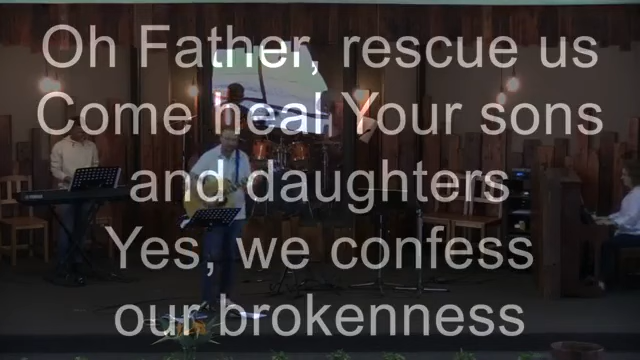 Oh Father, rescue us
Come heal Your sons
and daughters
Yes, we confess
our brokenness